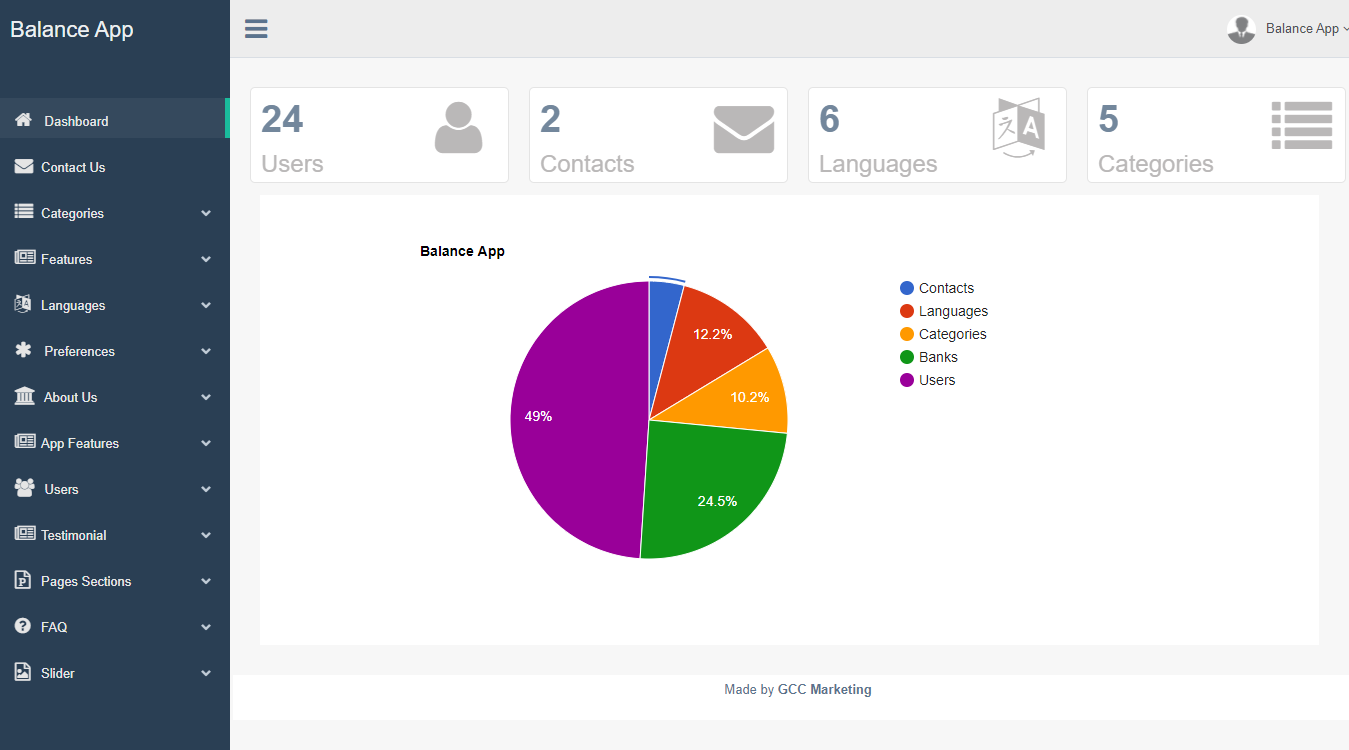 Balance App
Balance App
Dashboard
Contact Us
Categories
Features
Languages
Preferences
About Us
App Features
Users
Testimonial
Pages Sections
FAQ
Slider
24
Users
2
Contacts
6
Languages
5
Categories
Balance App
12.2%
10.2%
24.5%
49%
Contacts
Languages
Categories
Banks
Users
Made by GCC Marketing